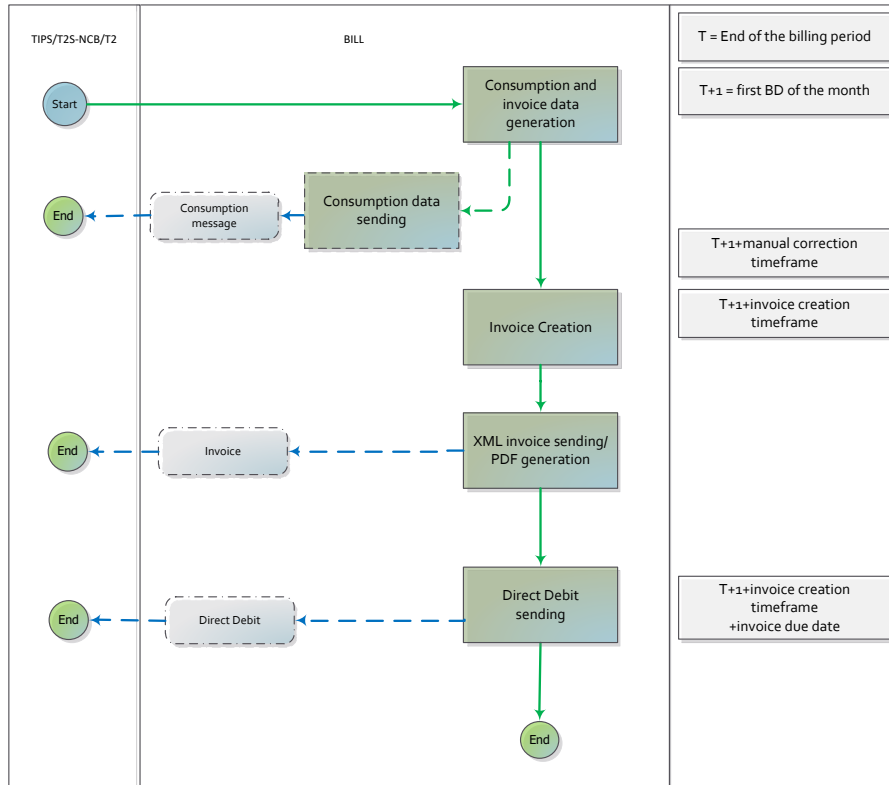 TIPS/T2S-NCB/T2
BILL
T = End of the billing period
Start
Consumption and
invoice data
generation
T+1 = first BD of the month
End
Consumption
message
Consumption data
sending
T+1+manual correction
timeframe
Invoice Creation
T+1+invoice creation
timeframe
End
Invoice
XML invoice sending/
PDF generation
End
Direct Debit
Direct Debit
sending
T+1+invoice creation
timeframe
+invoice due date
End